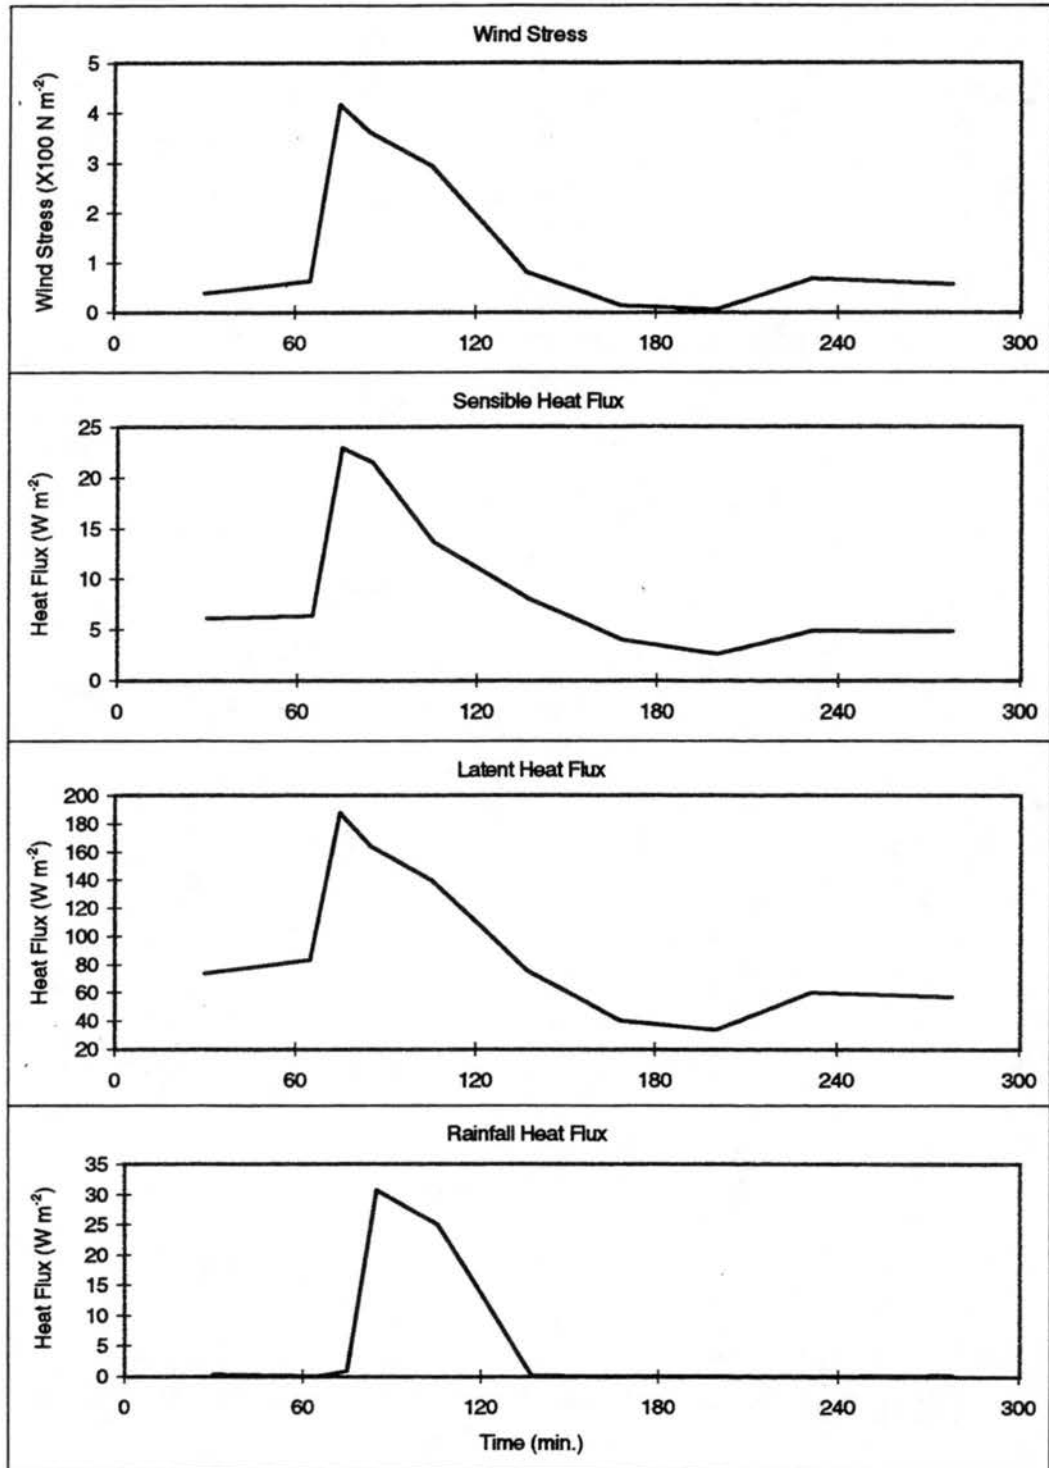 Wind Stress
Wind Stress (X100 N m-2)
5
4
3
2
1
0
0 60 120 180 240 300
Sensible Heat Flux
Heat Flux (W m-2)
25
20
15
10
5
0
0 60 120 180 240 300
Latent Heat Flux
Heat Flux (W m-2)
200
180
160
140
120
100
80
60
40
20
0 60 120 180 240 300
Rainfall Heat Flux
Heat Flux (W m-2)
35
30
25
20
15
10
5
0
0 60 120 180 240 300
Time (min.)